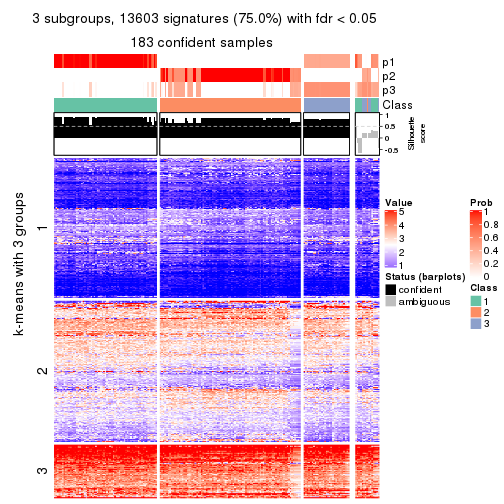 3 subgroups, 13603 signatures (75.0%) with fdr < 0.05
183 confident samples
p1
p2
p3
Class
1
0.5
0
-0.5
Silhouette
score
k-means with 3 groups
1
2
3
Value
5
4
3
2
1
Status (barplots)
confident
ambiguous
Prob
1
0.8
0.6
0.4
0.2
0
Class
1
2
3